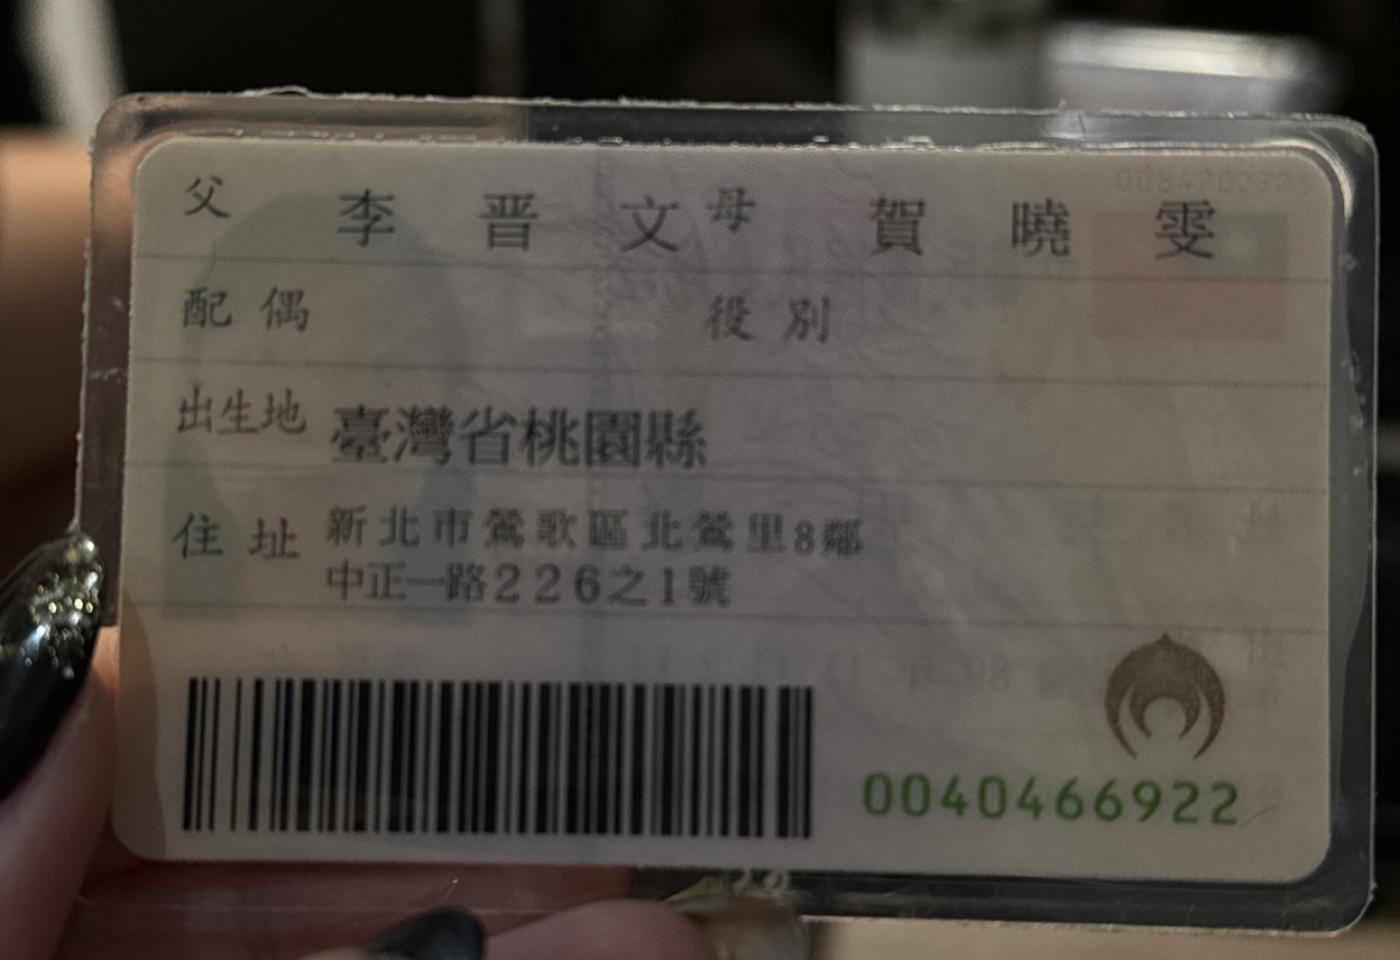 父 李晋文 母 賀曉雯
配偶 役別
出生地 臺灣省桃園縣
住址 新北市鶯歌區北鶯里8鄰
中正一路226之1號
0040466922